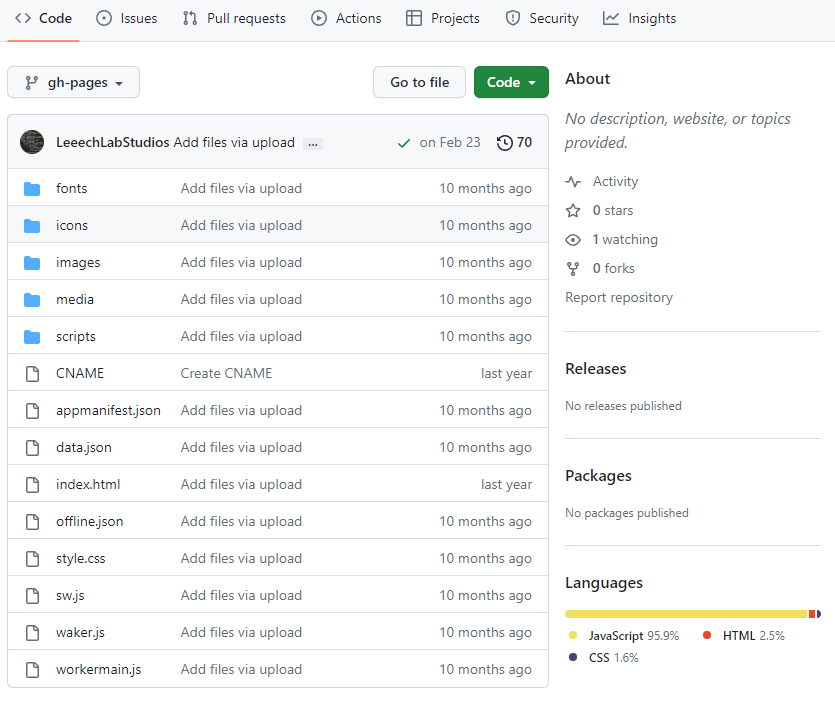 Code Issues Pull requests Actions Projects Security Insights
gh-pages Go to file Code
LeeechLabStudios Add files via upload ... on Feb 23 70
fonts Add files via upload 10 months ago
icons Add files via upload 10 months ago
images Add files via upload 10 months ago
media Add files via upload 10 months ago
scripts Add files via upload 10 months ago
CNAME Create CNAME last year
appmanifest.json Add files via upload 10 months ago
data.json Add files via upload 10 months ago
index.html Add files via upload last year
offline.json Add files via upload 10 months ago
style.css Add files via upload 10 months ago
sw.js Add files via upload 10 months ago
waker.js Add files via upload 10 months ago
workermain.js Add files via upload 10 months ago
About
No description, website, or topics
provided.
Activity
0 stars
1 watching
0 forks
Report repository
Releases
No releases published
Packages
No packages published
Languages
JavaScript 95.9% HTML 2.5%
CSS 1.6%